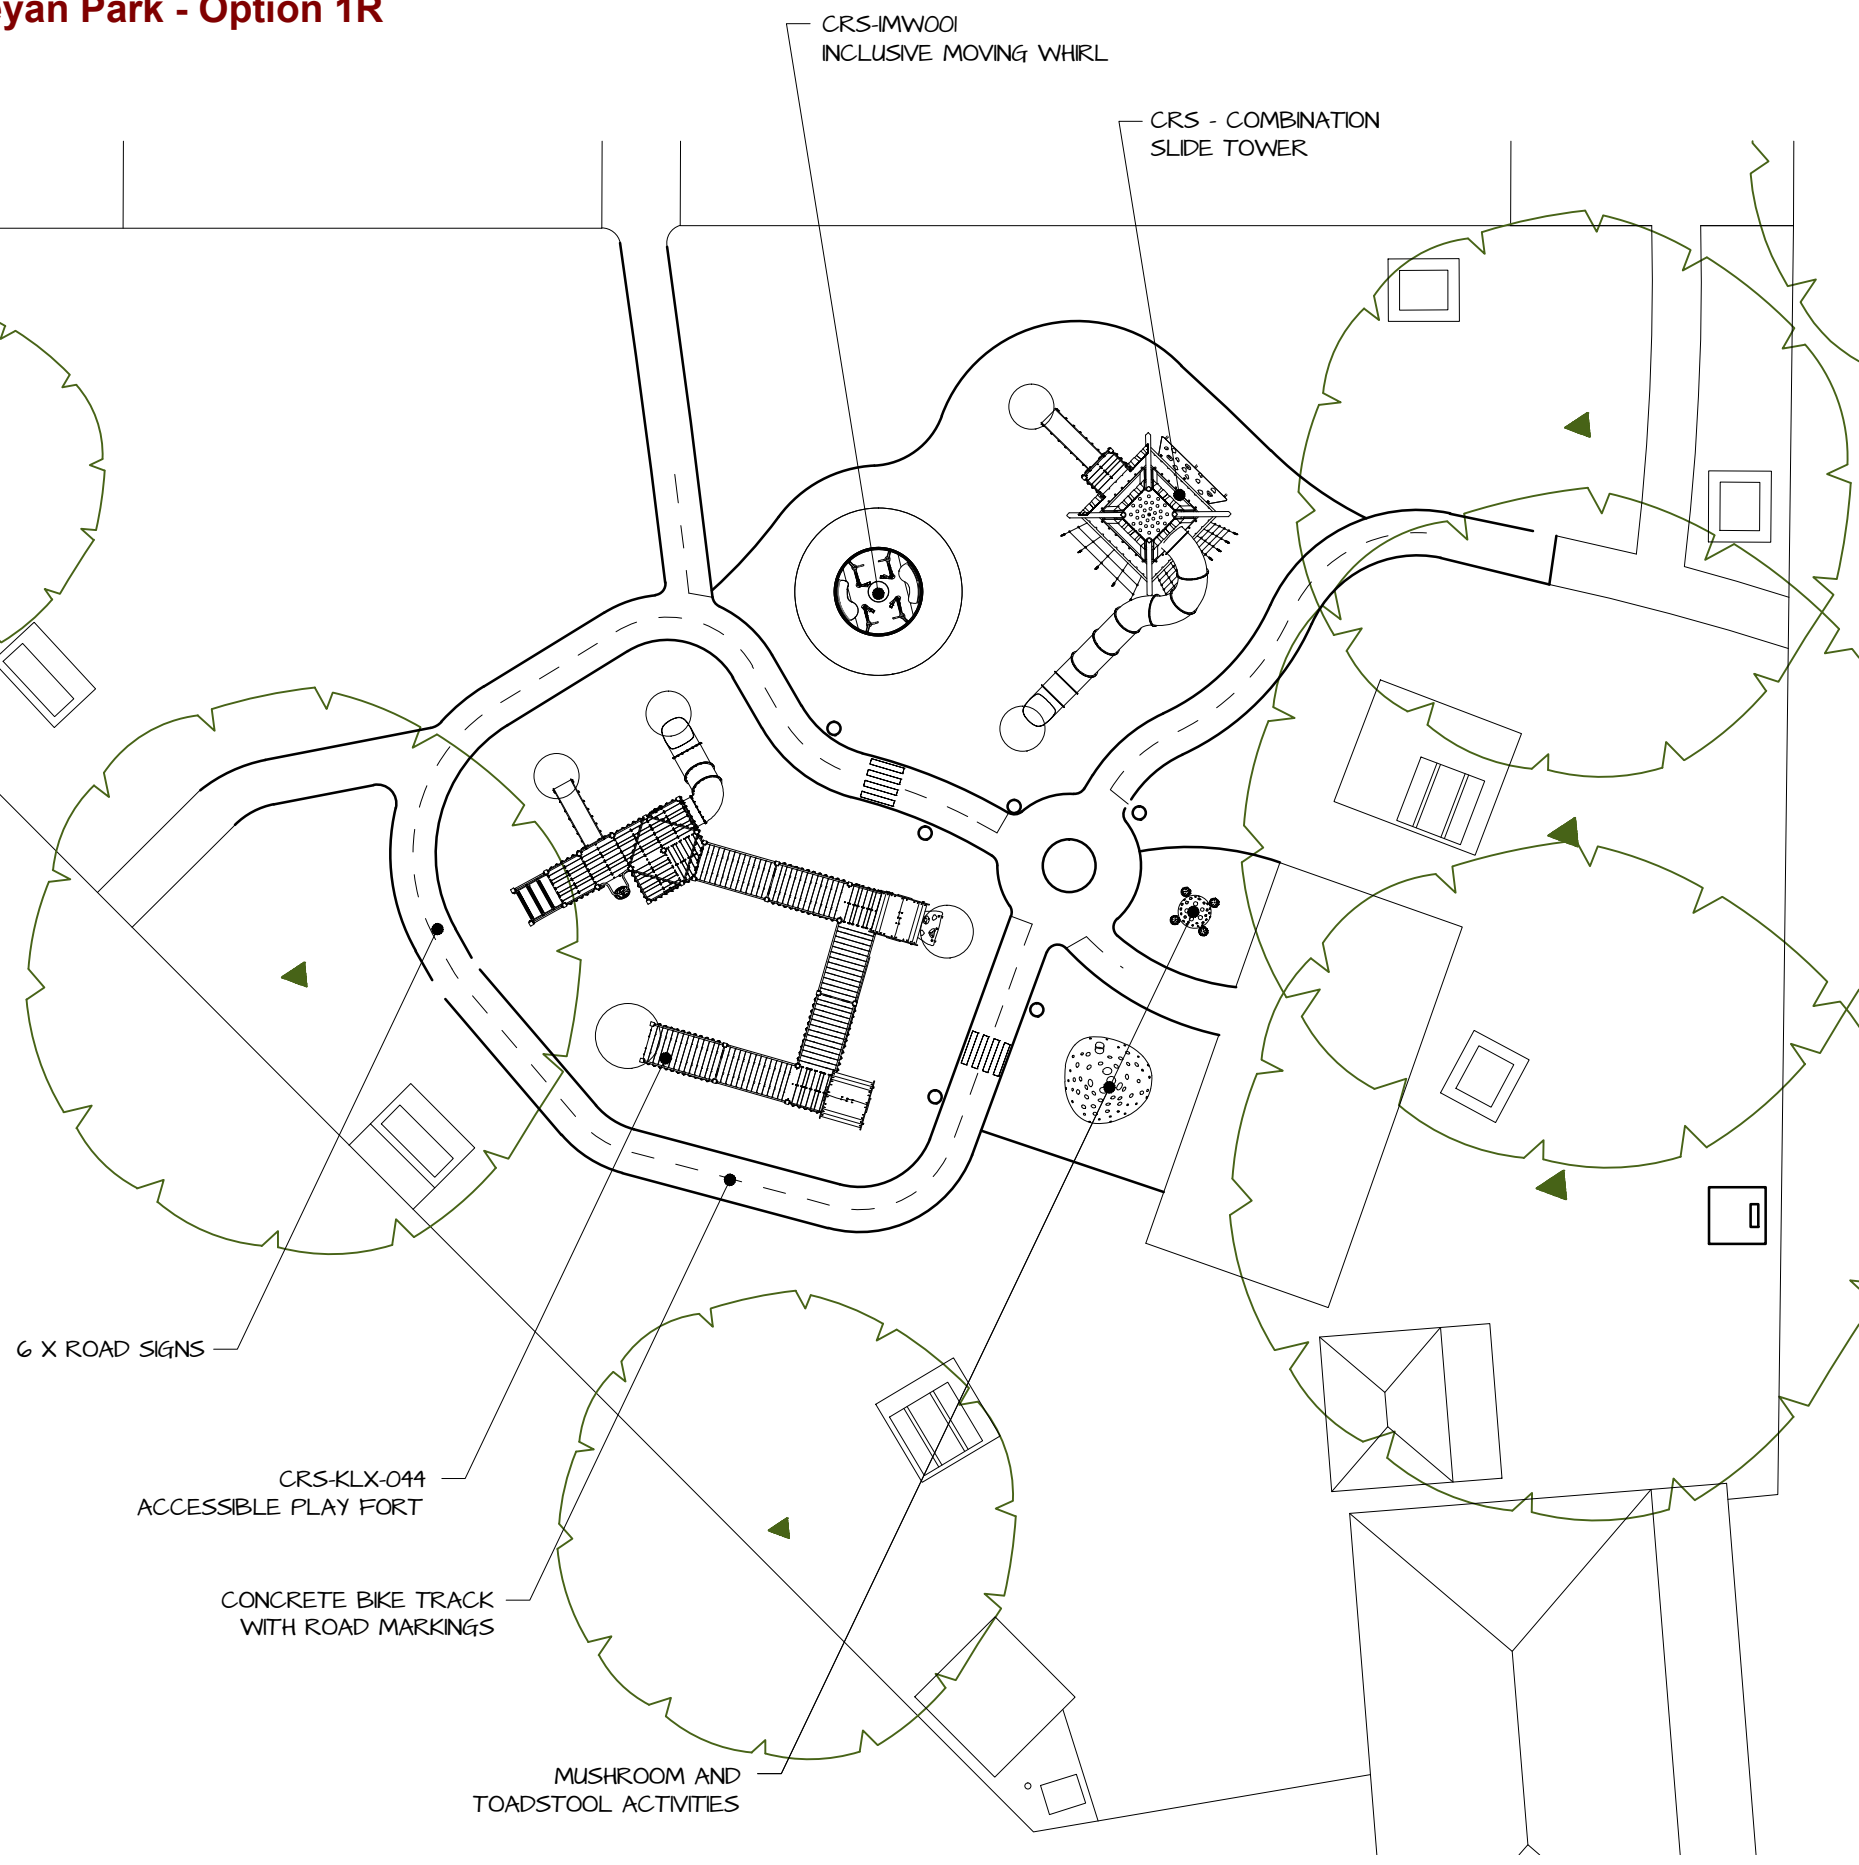 Park - Option 1R
CRS-IMW001
INCLUSIVE MOVING WHIRL
CRS - COMBINATION
SLIDE TOWER
6 X ROAD SIGNS
CRS-KLX-044
ACCESSIBLE PLAY FORT
CONCRETE BIKE TRACK
WITH ROAD MARKINGS
MUSHROOM AND
TOADSTOOL ACTIVITIES